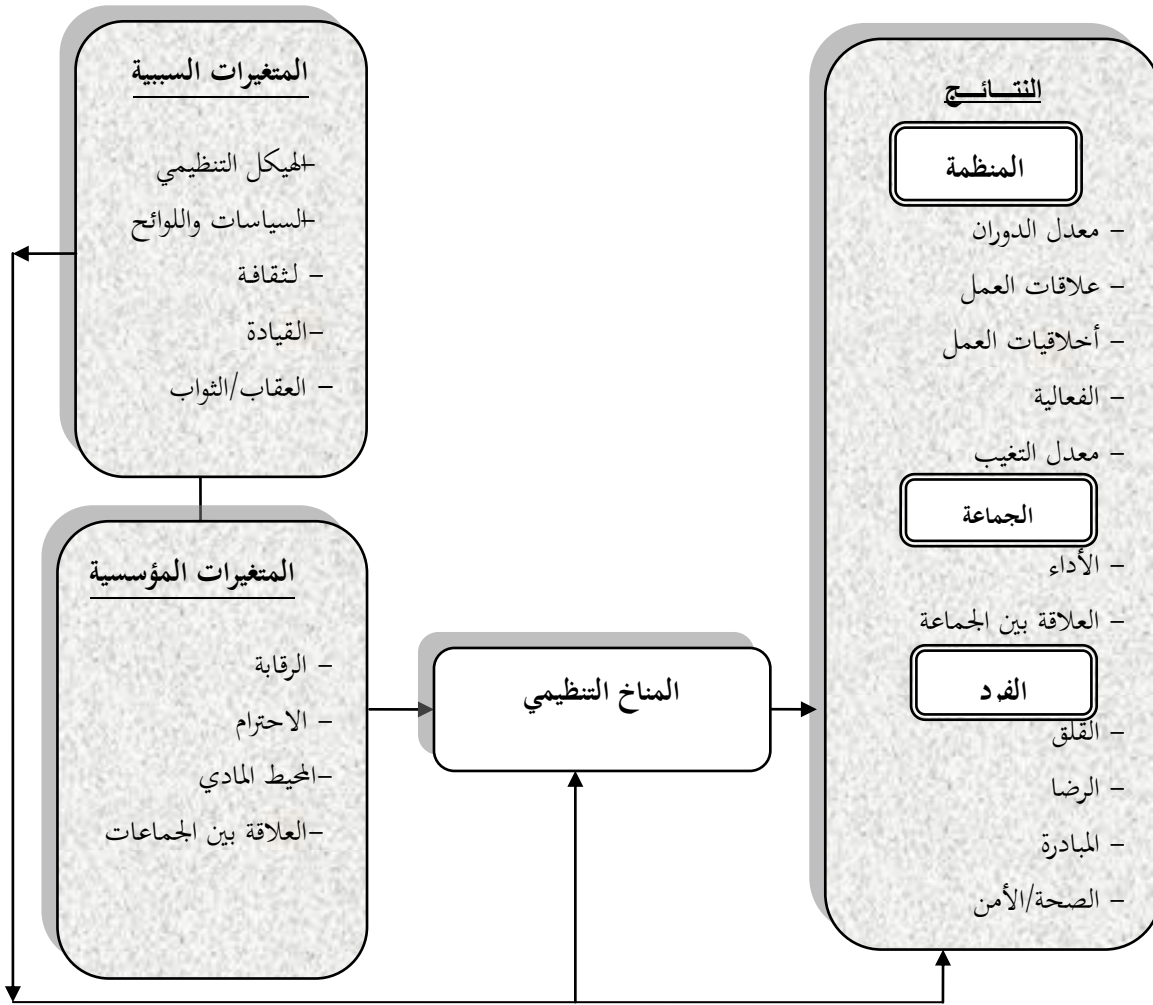 المتغيرات السببية
-الهيكل التنظيمي
-السياسات واللوائح
- لثقافة
-القيادة
- العقاب/الثواب
المتغيرات المؤسسية
- الرقابة
- الاحترام
-المحيط المادي
-العلاقة بين الجماعات
المناخ التنظيمي
النتـــائـــج
المنظمة
- معدل الدوران
- علاقات العمل
- أخلاقيات العمل
- الفعالية
- معدل التغيب
الجماعة
- الأداء
- العلاقة بين الجماعة
الفرد
- القلق
- الرضا
- المبادرة
- الصحة/الأمن